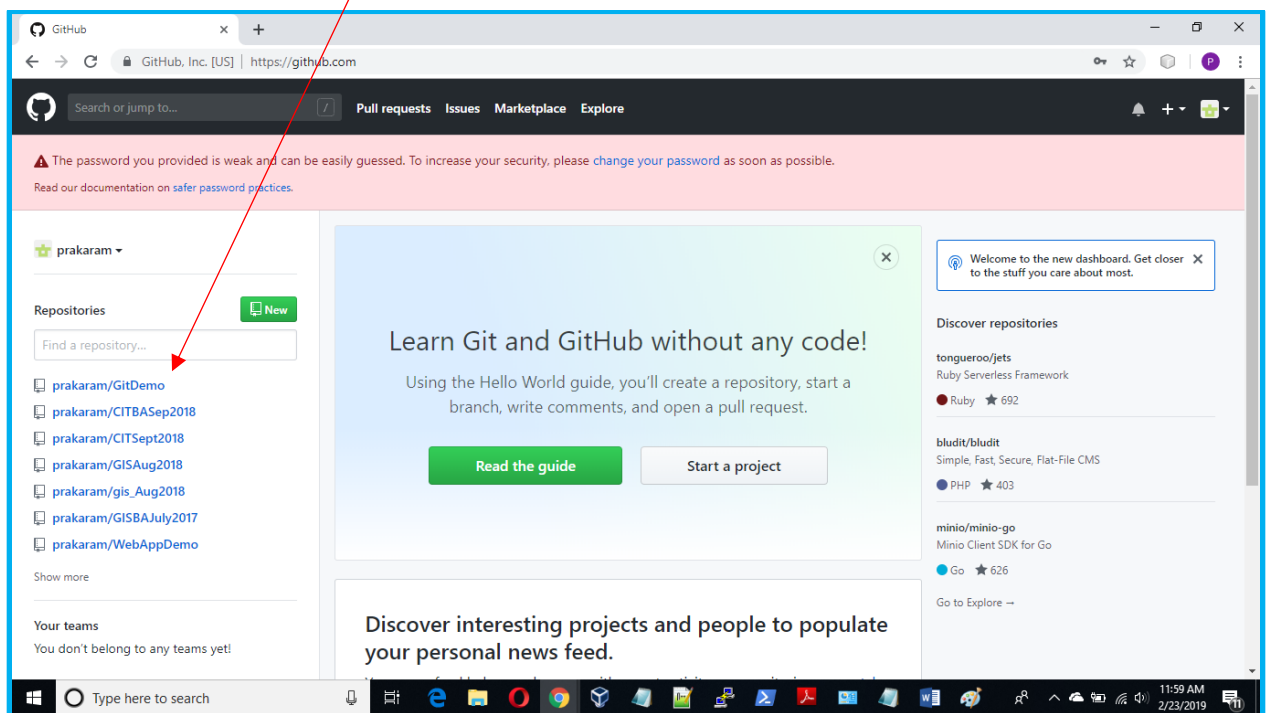 GitHub
GitHub, Inc. [US] | https://github.com
P
Search or jump to...
/
Pull requests Issues Marketplace Explore
The password you provided is weak and can be easily guessed. To increase your security, please change your password as soon as possible.
Read our documentation on safer password practices.
prakaram
Repositories
New
Find a repository...
prakaram/GitDemo
prakaram/CITBASep2018
prakaram/CITSept2018
prakaram/GISAug2018
prakaram/gis_Aug2018
prakaram/GISBAJuly2017
prakaram/WebAppDemo
Show more
Your teams
You don't belong to any teams yet!
Learn Git and GitHub without any code!
Using the Hello World guide, you'll create a repository, start a
branch, write comments, and open a pull request.
Read the guide
Start a project
Discover interesting projects and people to populate
your personal news feed.
Welcome to the new dashboard. Get closer
to the stuff you care about most.
Discover repositories
tongueroo/jets
Ruby Serverless Framework
Ruby 692
bludit/bludit
Simple, Fast, Secure, Flat-File CMS
PHP 403
minio/minio-go
Minio Client SDK for Go
Go 626
Go to Explore →
Type here to search
11:59 AM
2/23/2019
11